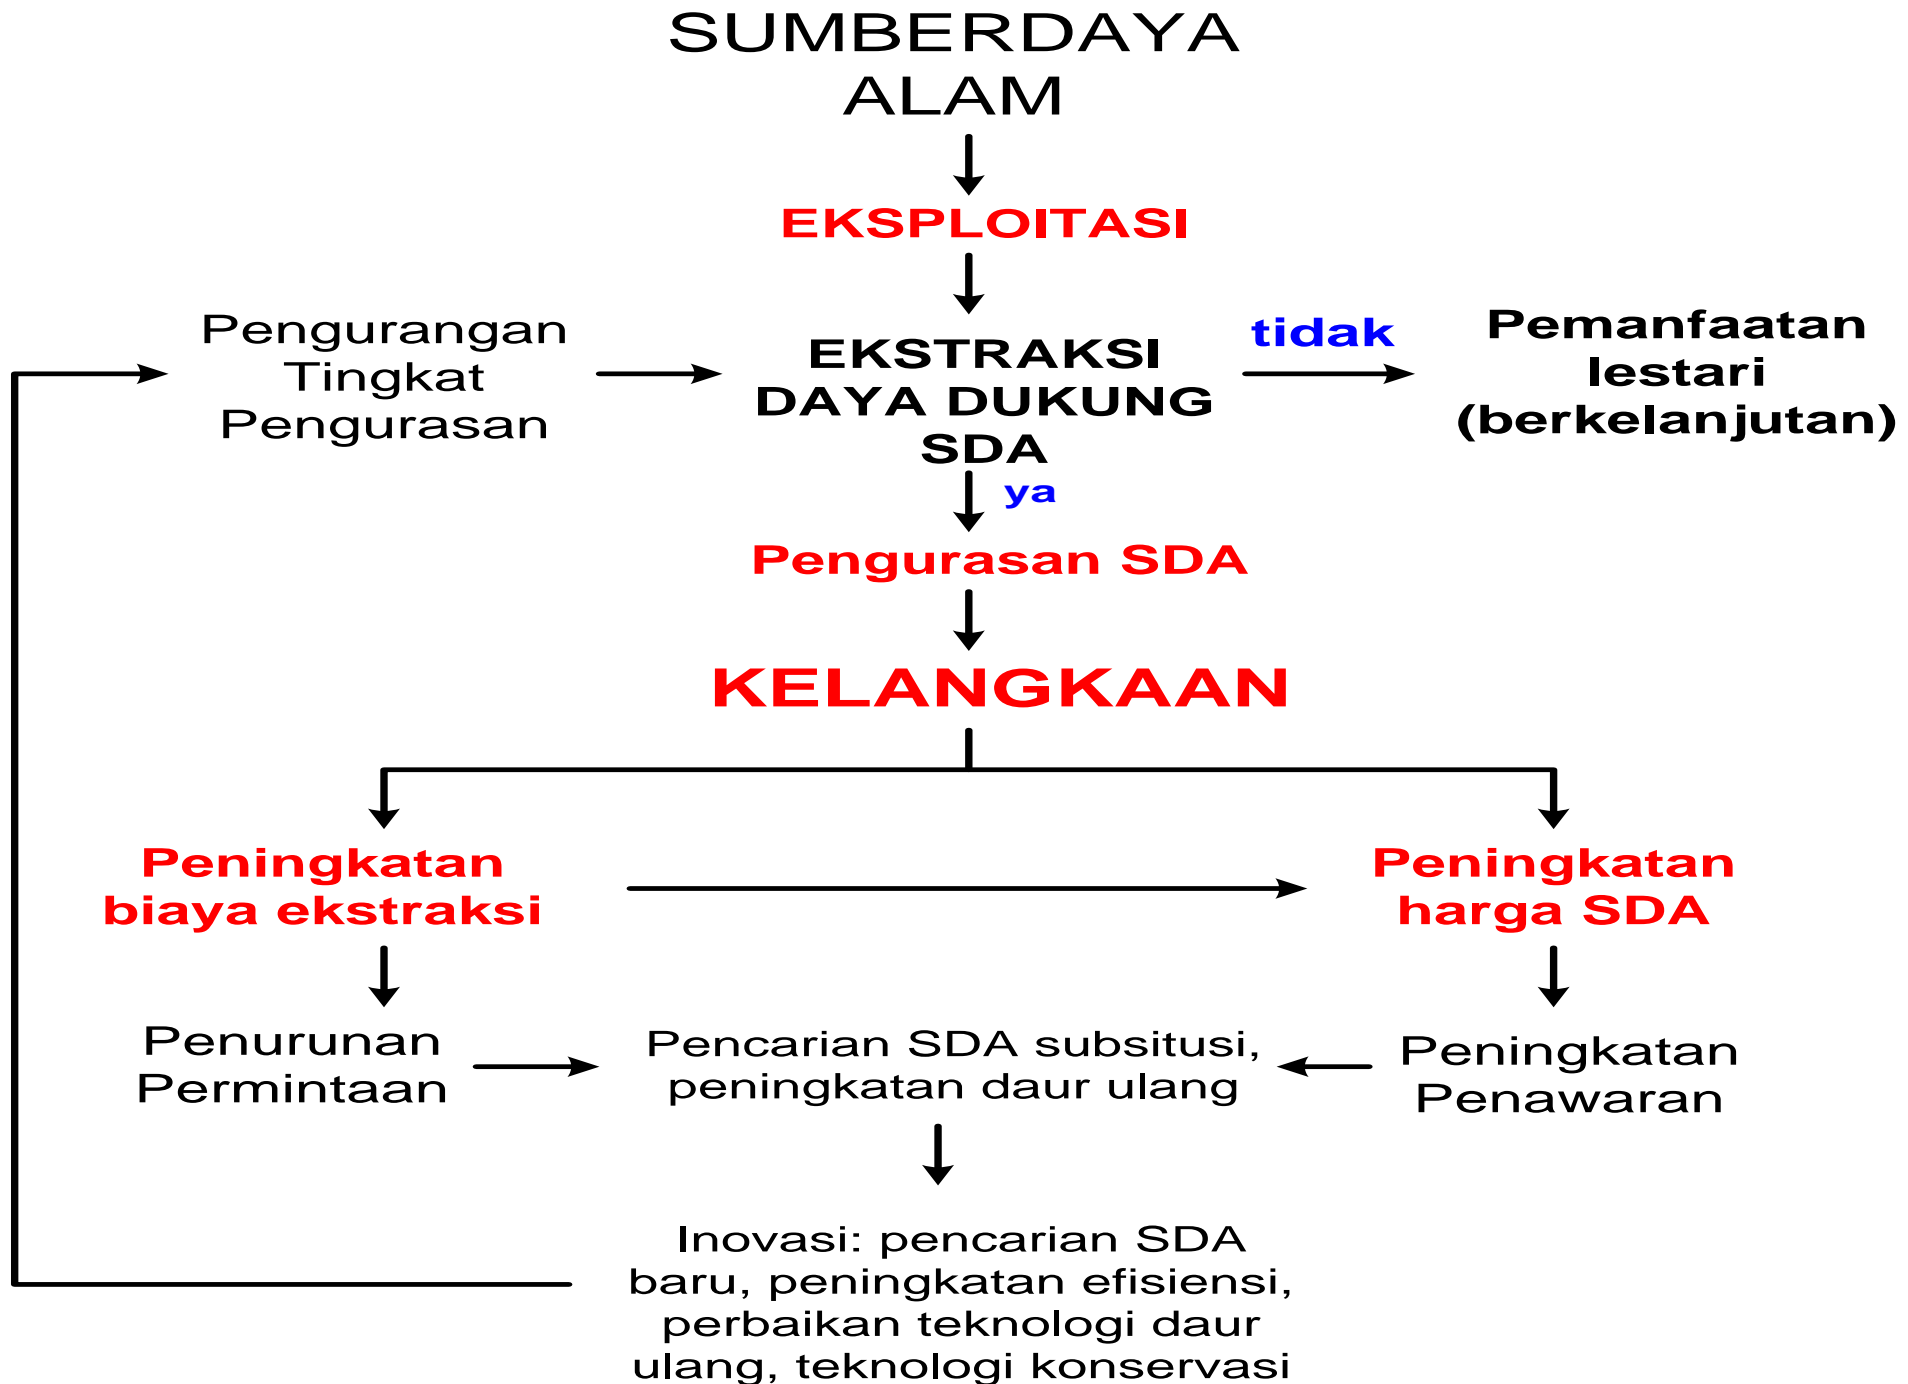 SUMBERDAYA
ALAM
EKSPLOITASI
Pengurangan
Tingkat
Pengurasan
EKSTRAKSI
DAYA DUKUNG
SDA
tidak
Pemanfaatan
lestari
(berkelanjutan)
ya
Pengurasan SDA
KELANGKAAN
Peningkatan
biaya ekstraksi
Peningkatan
harga SDA
Penurunan
Permintaan
Pencarian SDA subsitusi,
peningkatan daur ulang
Peningkatan
Penawaran
Inovasi: pencarian SDA
baru, peningkatan efisiensi,
perbaikan teknologi daur
ulang, teknologi konservasi